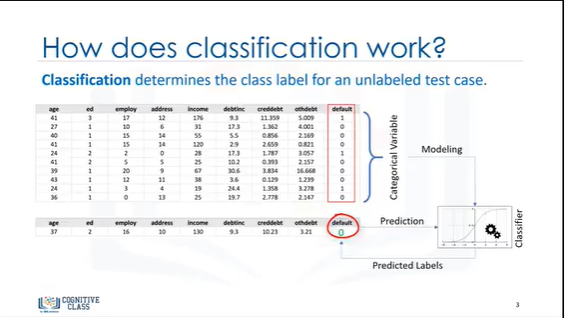 How does classification work?
Classification determines the class label for an unlabeled test case.
age ed employ address income debtinc creddebt othdebt default
41 3 17 12 176 9.3 11.359 5.009 1
27 1 10 6 31 17.3 1.362 4.001 0
40 1 15 14 55 5.5 0.856 2.169 0
41 1 15 14 120 2.9 2.659 0.821 0
24 2 2 0 28 17.3 1.787 3.057 1
41 2 5 5 25 10.2 0.393 2.157 0
39 1 20 9 67 30.6 3.834 16.668 0
43 1 12 11 38 3.6 0.129 1.239 0
24 1 3 4 19 24.4 1.358 3.278 1
36 1 0 13 25 19.7 2.778 2.147 0
Categorical Variable
Modeling
age ed employ address income debtinc creddebt othdebt default
37 2 16 10 130 9.3 10.23 3.21 0
Prediction
Classifier
Predicted Labels
COGNITIVE
CLASS
3